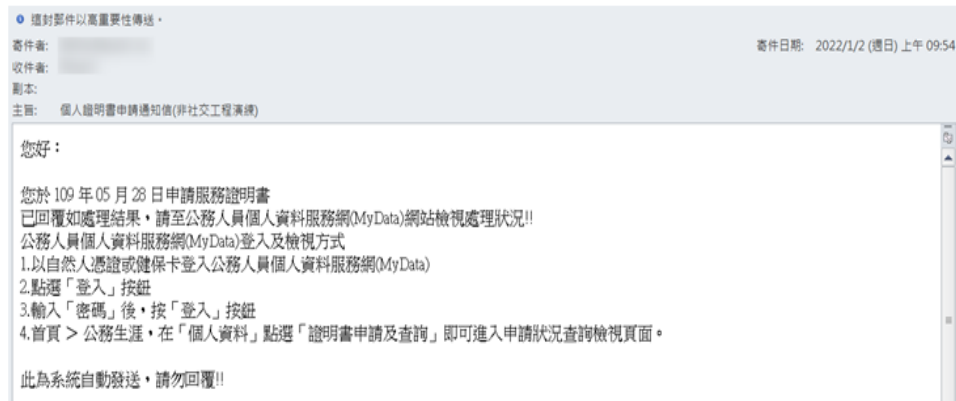 這封郵件以高重要性傳送。
寄件者:
寄件日期: 2022/1/2 (週日) 上午 09:54
收件者:
副本:
主旨: 個人證明書申請通知信(非社交工程演練)
您好：
您於 109 年 05 月 28 日申請服務證明書
已回覆如處理結果，請至公務人員個人資料服務網(MyData)網站檢視處理狀況!!
公務人員個人資料服務網(MyData)登入及檢視方式
1.以自然人憑證或健保卡登入公務人員個人資料服務網(MyData)
2.點選「登入」按鈕
3.輸入「密碼」後，按「登入」按鈕
4.首頁 > 公務生涯，在「個人資料」點選「證明書申請及查詢」即可進入申請狀況查詢檢視頁面。
此為系統自動發送，請勿回覆!!